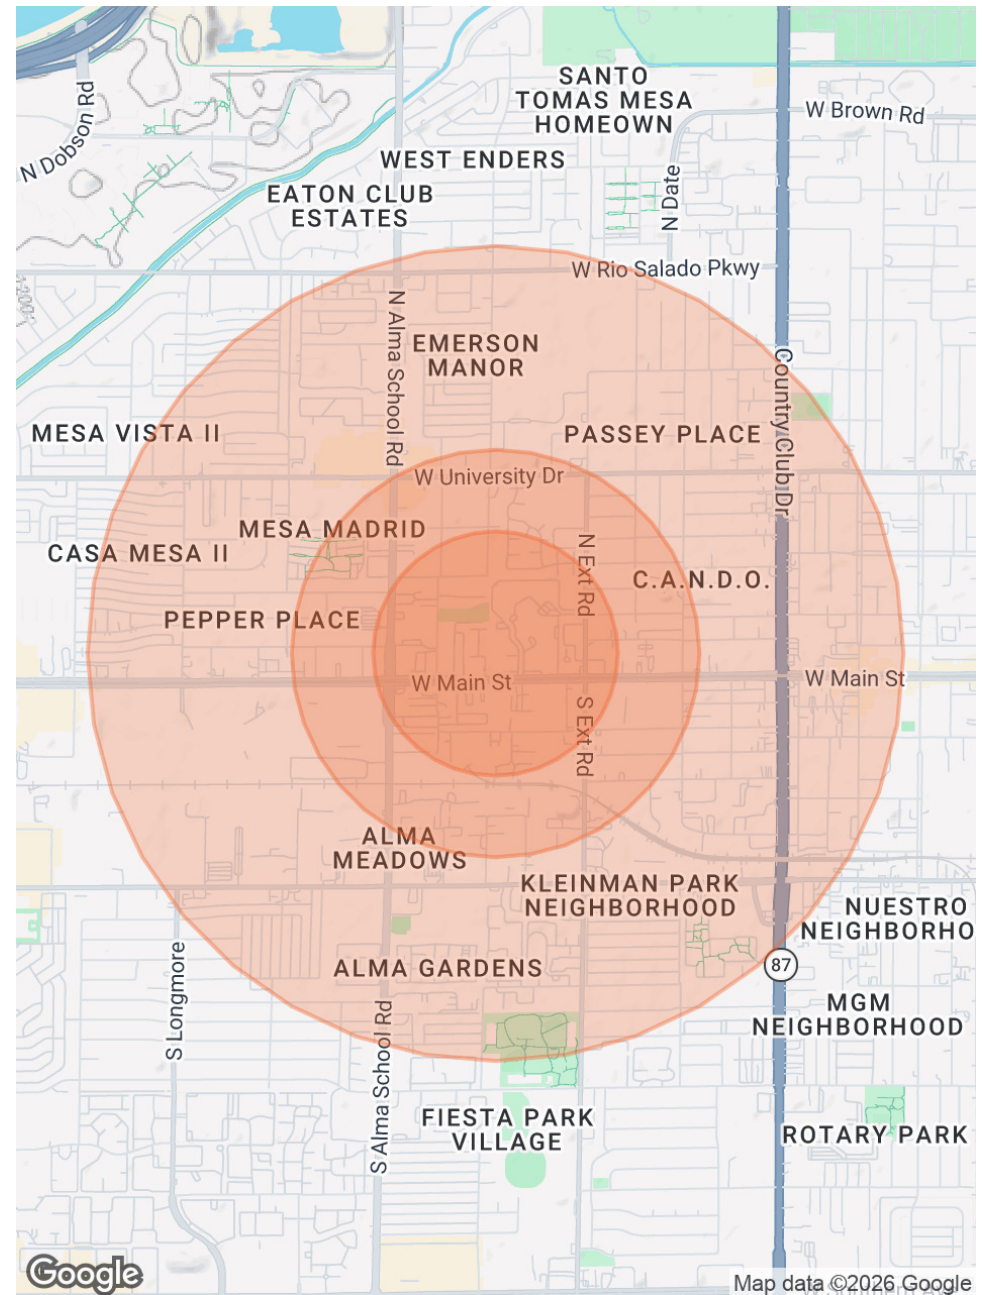 SANTO
TOMAS MESA
HOMEOWN
W Brown Rd
N Dobson Rd
WEST ENDERS
EATON CLUB
ESTATES
N Date
W Rio Salado Pkwy
N Alma School Rd
EMERSON
MANOR
Country Club Dr
MESA VISTA II
PASSEY PLACE
W University Dr
MESA MADRID
CASA MESA II
N Ext Rd
C.A.N.D.O.
PEPPER PLACE
W Main St
W Main St
S Ext Rd
ALMA
MEADOWS
KLEINMAN PARK
NEIGHBORHOOD
NUESTRO
NEIGHBORHO
S Longmore
ALMA GARDENS
87
MGM
NEIGHBORHOOD
S Alma School Rd
FIESTA PARK
VILLAGE
ROTARY PARK
Google
Map data ©2026 Google